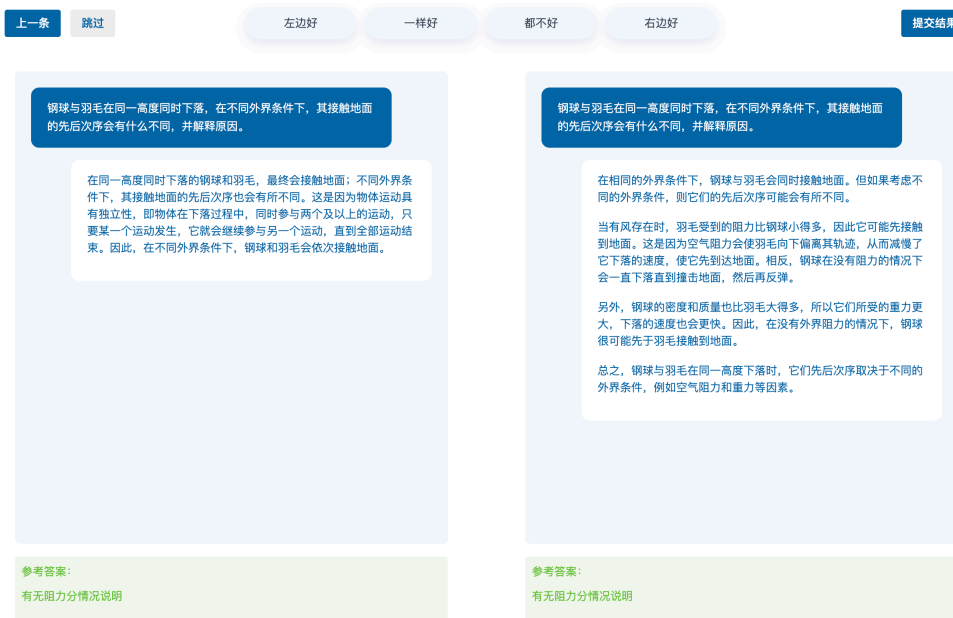 上一条
跳过
左边好
一样好
都不好
右边好
提交结果
钢球与羽毛在同一高度同时下落，在不同外界条件下，其接触地面
的先后次序会有什么不同，并解释原因。
在同一高度同时下落的钢球和羽毛，最终会接触地面；不同外界条
件下，其接触地面的先后次序也会有所不同。这是因为物体运动具
有独立性，即物体在下落过程中，同时参与两个及以上的运动，只
要某一个运动发生，它就会继续参与另一个运动，直到全部运动结
束。因此，在不同外界条件下，钢球和羽毛会依次接触地面。
参考答案：
有无阻力分情况说明
钢球与羽毛在同一高度同时下落，在不同外界条件下，其接触地面
的先后次序会有什么不同，并解释原因。
在相同的外界条件下，钢球与羽毛会同时接触地面。但如果考虑不
同的外界条件，则它们的先后次序可能会有所不同。
当有风存在时，羽毛受到的阻力比钢球小得多，因此它可能先接触
到地面。这是因为空气阻力会使羽毛向下偏离其轨迹，从而减慢了
它下落的速度，使它先到达地面。相反，钢球在没有阻力的情况下
会一直下落直到撞击地面，然后再反弹。
另外，钢球的密度和质量也比羽毛大得多，所以它们所受的重力更
大，下落的速度也会更快。因此，在没有外界阻力的情况下，钢球
很可能先于羽毛接触到地面。
总之，钢球与羽毛在同一高度下落时，它们先后次序取决于不同的
外界条件，例如空气阻力和重力等因素。
参考答案：
有无阻力分情况说明